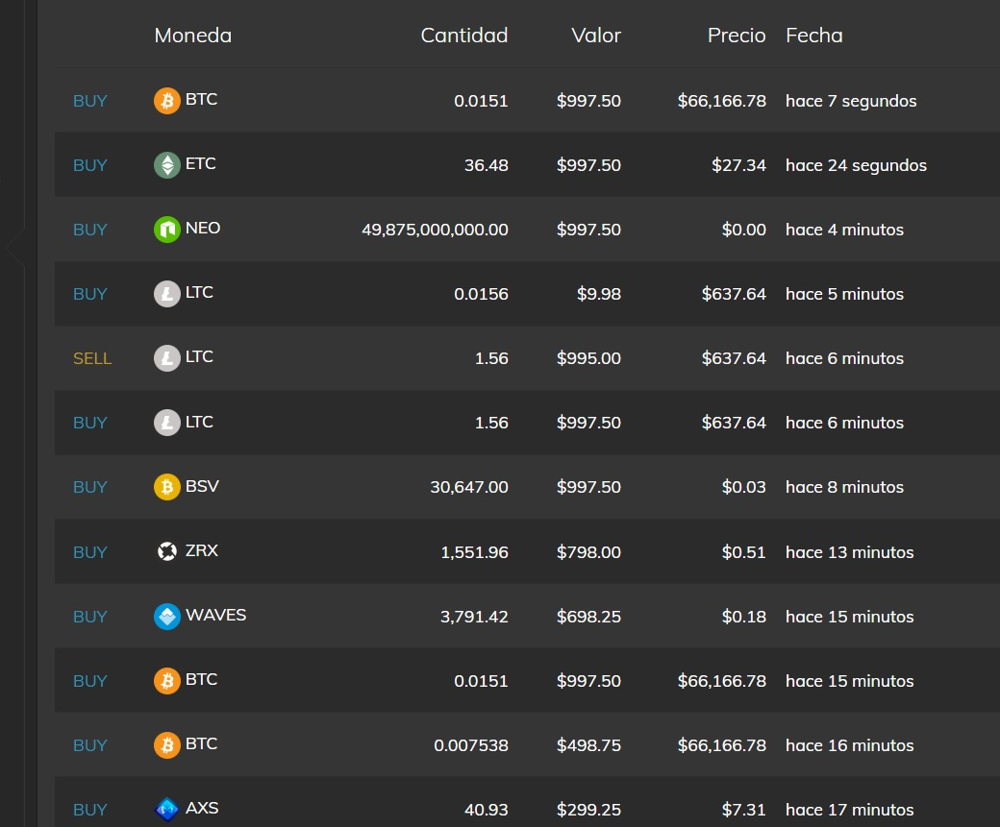 Moneda Cantidad Valor Precio Fecha
BUY BTC 0.0151 $997.50 $66,166.78 hace 7 segundos
BUY ETC 36.48 $997.50 $27.34 hace 24 segundos
BUY NEO 49,875,000,000.00 $997.50 $0.00 hace 4 minutos
BUY LTC 0.0156 $9.98 $637.64 hace 5 minutos
SELL LTC 1.56 $995.00 $637.64 hace 6 minutos
BUY LTC 1.56 $997.50 $637.64 hace 6 minutos
BUY BSV 30,647.00 $997.50 $0.03 hace 8 minutos
BUY ZRX 1,551.96 $798.00 $0.51 hace 13 minutos
BUY WAVES 3,791.42 $698.25 $0.18 hace 15 minutos
BUY BTC 0.0151 $997.50 $66,166.78 hace 15 minutos
BUY BTC 0.007538 $498.75 $66,166.78 hace 16 minutos
BUY AXS 40.93 $299.25 $7.31 hace 17 minutos